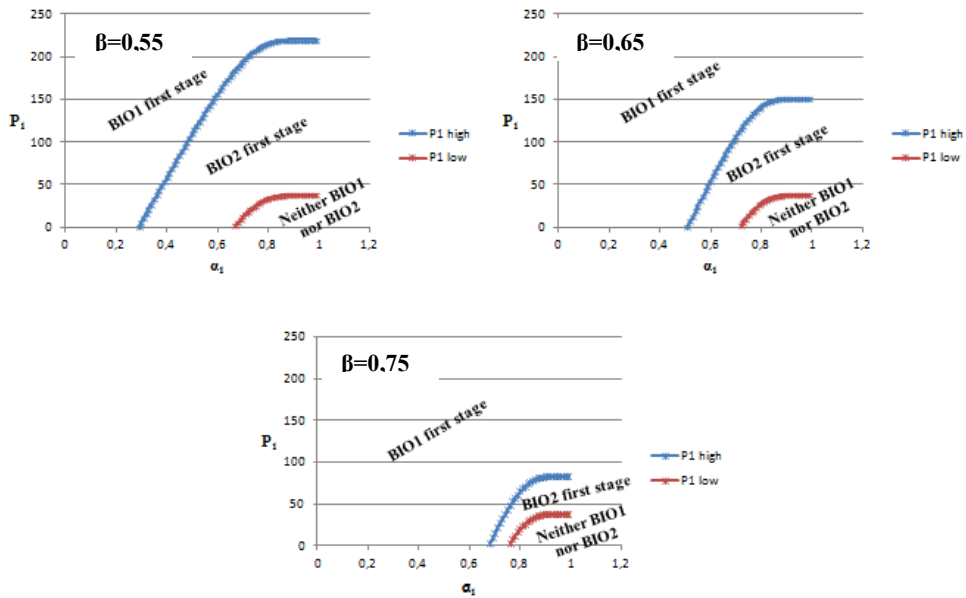 250
200
150
100
50
0
P₁
β=0,55
BIO1 first stage
BIO2 first stage
Neither BIO1
nor BIO2
0 0,2 0,4 0,6 0,8 1 1,2
α₁
P1 high
P1 low
250
200
150
100
50
0
P₁
β=0,65
BIO1 first stage
BIO2 first stage
Neither BIO1
nor BIO2
0 0,2 0,4 0,6 0,8 1 1,2
α₁
P1 high
P1 low
250
200
150
100
50
0
P₁
β=0,75
BIO1 first stage
BIO2 first stage
Neither BIO1
nor BIO2
0 0,2 0,4 0,6 0,8 1 1,2
α₁
P1 high
P1 low